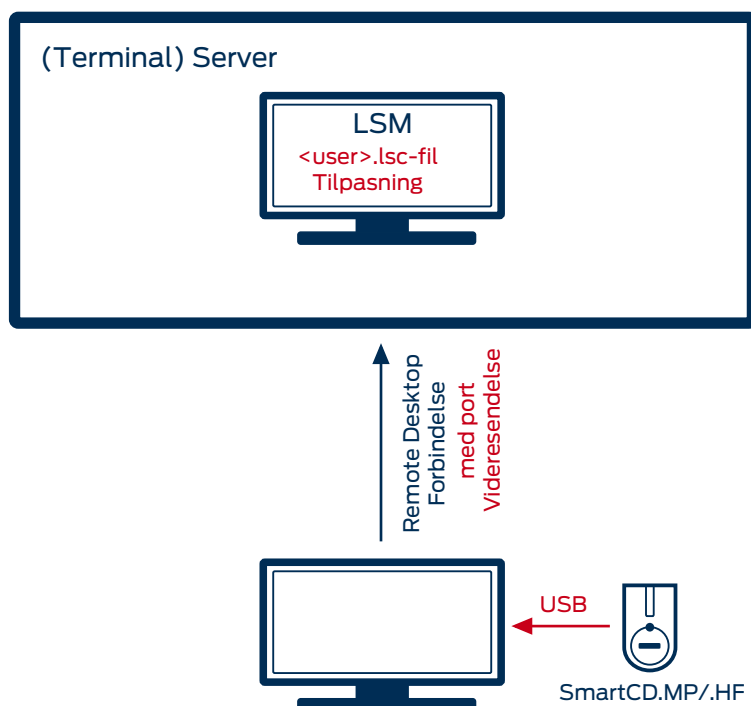 (Terminal) Server
LSM
<user>.lsc-fil
Tilpasning
Remote Desktop
Forbindelse
med port
Videresendelse
USB
SmartCD.MP/.HF